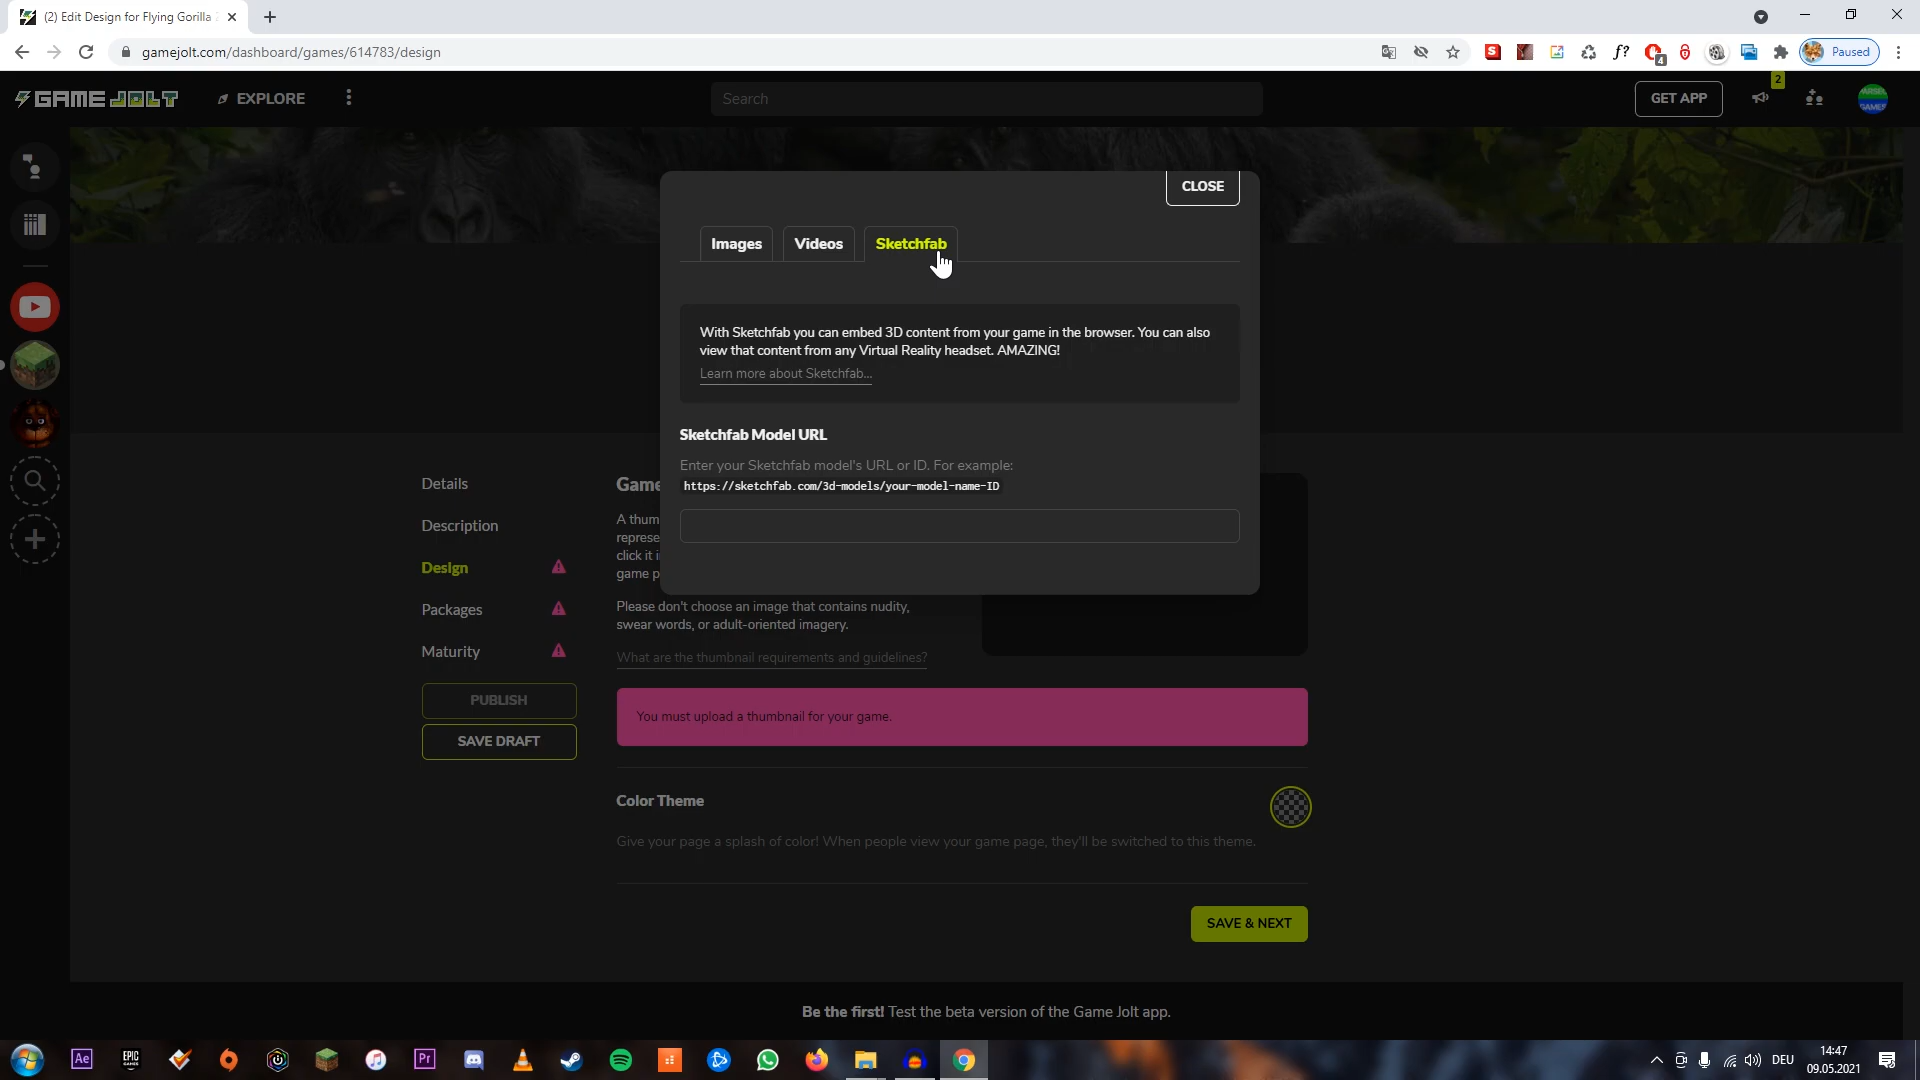 (2) Edit Design for Flying Gorilla
gamejolt.com/dashboard/games/614783/design
4
Paused
GAME JOLT
EXPLORE
Search
GET APP
2
CLOSE
Images
Videos
Sketchfab
With Sketchfab you can embed 3D content from your game in the browser. You can also
view that content from any Virtual Reality headset. AMAZING!
Learn more about Sketchfab...
Sketchfab Model URL
Enter your Sketchfab model's URL or ID. For example:
https://sketchfab.com/3d-models/your-model-name-ID
Details
Description
Design
Packages
Maturity
PUBLISH
SAVE DRAFT
Game
A thum
represe
click it i
game p
Please don't choose an image that contains nudity,
swear words, or adult-oriented imagery.
What are the thumbnail requirements and guidelines?
You must upload a thumbnail for your game.
Color Theme
Give your page a splash of color! When people view your game page, they'll be switched to this theme.
SAVE & NEXT
Be the first! Test the beta version of the Game Jolt app.
Ae
EPIC
GAMES
Pr
DEU
14:47
09.05.2021